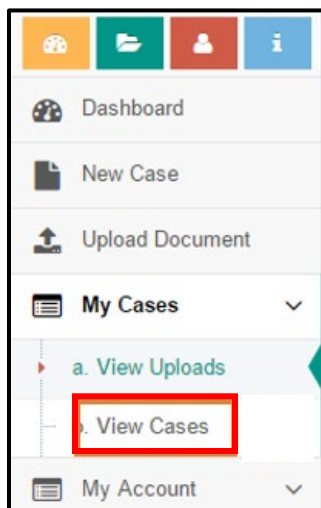 i
Dashboard
New Case
Upload Document
My Cases
a. View Uploads
. View Cases
My Account